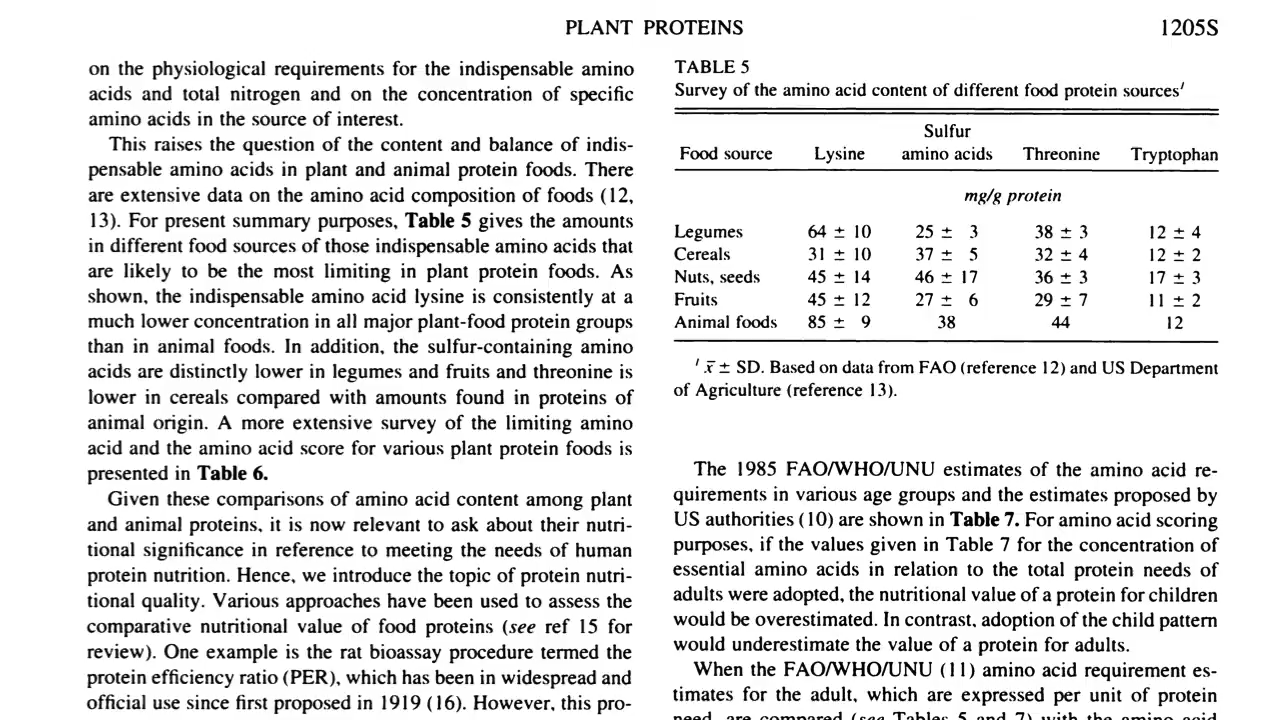 PLANT PROTEINS
1205S
on the physiological requirements for the indispensable amino
acids and total nitrogen and on the concentration of specific
amino acids in the source of interest.
This raises the question of the content and balance of indis-
pensable amino acids in plant and animal protein foods. There
are extensive data on the amino acid composition of foods (12,
13). For present summary purposes, Table 5 gives the amounts
in different food sources of those indispensable amino acids that
are likely to be the most limiting in plant protein foods. As
shown, the indispensable amino acid lysine is consistently at a
much lower concentration in all major plant-food protein groups
than in animal foods. In addition, the sulfur-containing amino
acids are distinctly lower in legumes and fruits and threonine is
lower in cereals compared with amounts found in proteins of
animal origin. A more extensive survey of the limiting amino
acid and the amino acid score for various plant protein foods is
presented in Table 6.
Given these comparisons of amino acid content among plant
and animal proteins, it is now relevant to ask about their nutri-
tional significance in reference to meeting the needs of human
protein nutrition. Hence, we introduce the topic of protein nutri-
tional quality. Various approaches have been used to assess the
comparative nutritional value of food proteins (see ref 15 for
review). One example is the rat bioassay procedure termed the
protein efficiency ratio (PER), which has been in widespread and
official use since first proposed in 1919 (16). However, this pro-
TABLE 5
Survey of the amino acid content of different food protein sources¹
Sulfur
Food source Lysine amino acids Threonine Tryptophan
mg/g protein
Legumes 64 ± 10 25 ± 3 38 ± 3 12 ± 4
Cereals 31 ± 10 37 ± 5 32 ± 4 12 ± 2
Nuts, seeds 45 ± 14 46 ± 17 36 ± 3 17 ± 3
Fruits 45 ± 12 27 ± 6 29 ± 7 11 ± 2
Animal foods 85 ± 9 38 44 12
¹ x̄ ± SD. Based on data from FAO (reference 12) and US Department
of Agriculture (reference 13).
The 1985 FAO/WHO/UNU estimates of the amino acid re-
quirements in various age groups and the estimates proposed by
US authorities (10) are shown in Table 7. For amino acid scoring
purposes, if the values given in Table 7 for the concentration of
essential amino acids in relation to the total protein needs of
adults were adopted, the nutritional value of a protein for children
would be overestimated. In contrast, adoption of the child pattern
would underestimate the value of a protein for adults.
When the FAO/WHO/UNU (11) amino acid requirement es-
timates for the adult, which are expressed per unit of protein
need, are compared (see Tables 5 and 7) with the amino acid